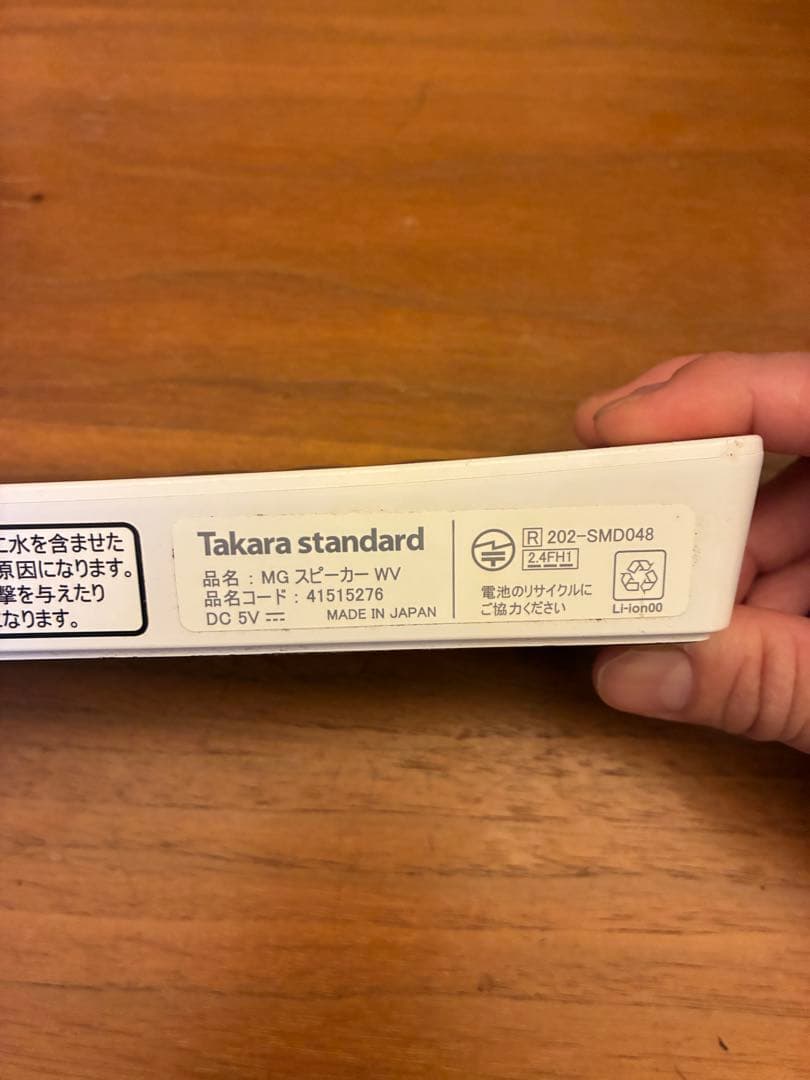 水を含ませた
原因になります。
撃を与えたり
なります。
Takara standard
品名 : MG スピーカー WV
品名コード : 41515276
DC 5V MADE IN JAPAN
R 202-SMD048
2.4FH1
電池のリサイクルに
ご協力ください
Li-ion00